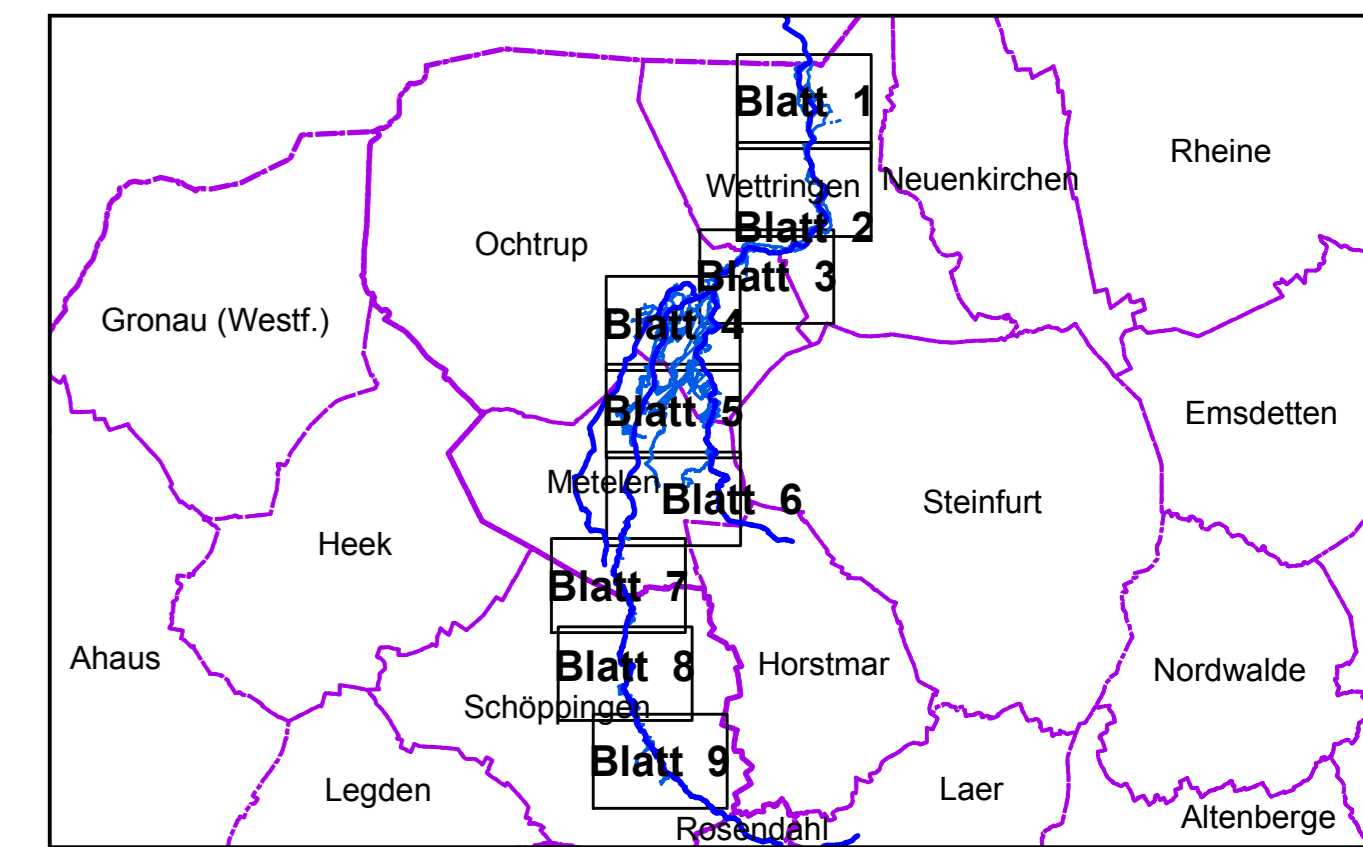 Blatt 1
Rheine
Neuenkirchen
Wettringen
Blatt 2
Ochtrup
Blatt 3
Gronau (Westf.)
Blatt 4
Blatt 5
Emsdetten
Metelen
Blatt 6
Steinfurt
Heek
Blatt 7
Ahaus
Blatt 8
Horstmar
Nordwalde
Schöppingen
Blatt 9
Legden
Laer
Altenberge
Rosendahl